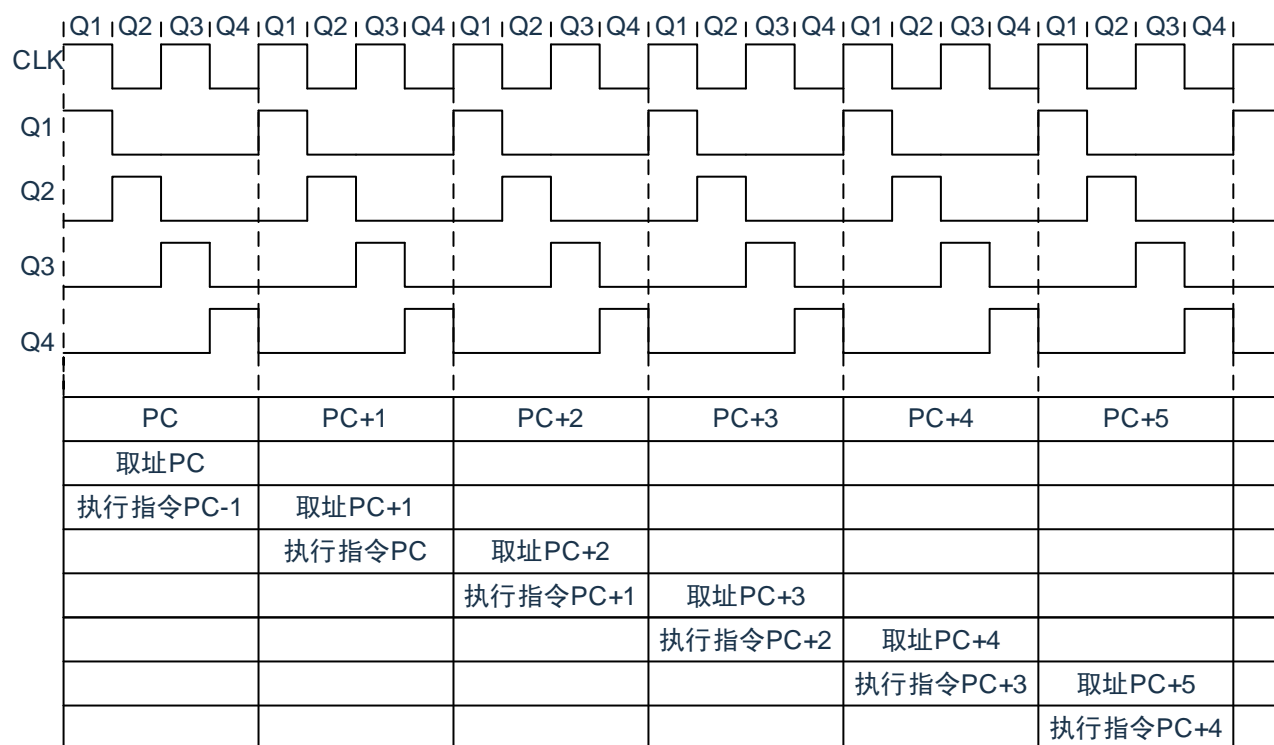 Q1 Q2 Q3 Q4 Q1 Q2 Q3 Q4 Q1 Q2 Q3 Q4 Q1 Q2 Q3 Q4 Q1 Q2 Q3 Q4 Q1 Q2 Q3 Q4
CLK
Q1
Q2
Q3
Q4
PC PC+1 PC+2 PC+3 PC+4 PC+5
取址PC
执行指令PC-1 取址PC+1
执行指令PC 取址PC+2
执行指令PC+1 取址PC+3
执行指令PC+2 取址PC+4
执行指令PC+3 取址PC+5
执行指令PC+4